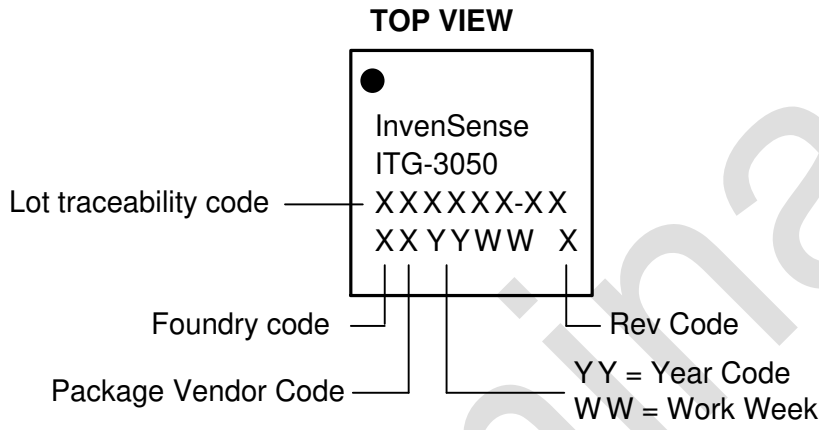 TOP VIEW
InvenSense
ITG-3050
Lot traceability code
XXXXXX-XX
XXYYWW X
Foundry code
Rev Code
Package Vendor Code
YY = Year Code
WW = Work Week